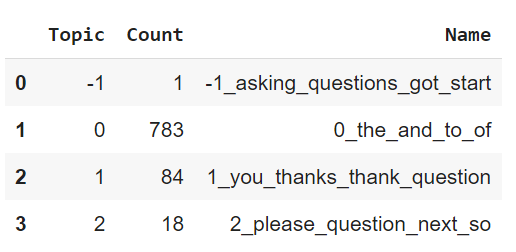 Topic Count Name
0 -1 1 -1_asking_questions_got_start
1 0 783 0_the_and_to_of
2 1 84 1_you_thanks_thank_question
3 2 18 2_please_question_next_so